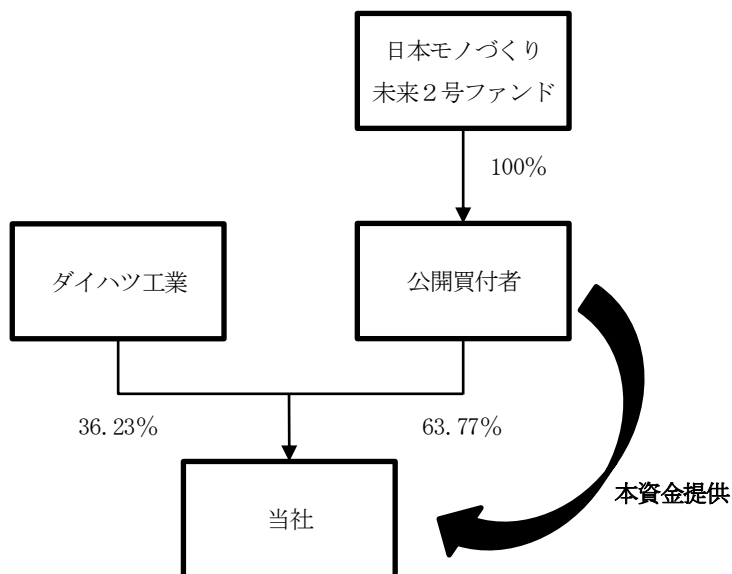 日本モノづくり
未来２号ファンド
100%
ダイハツ工業
公開買付者
36.23%
63.77%
本資金提供
当社